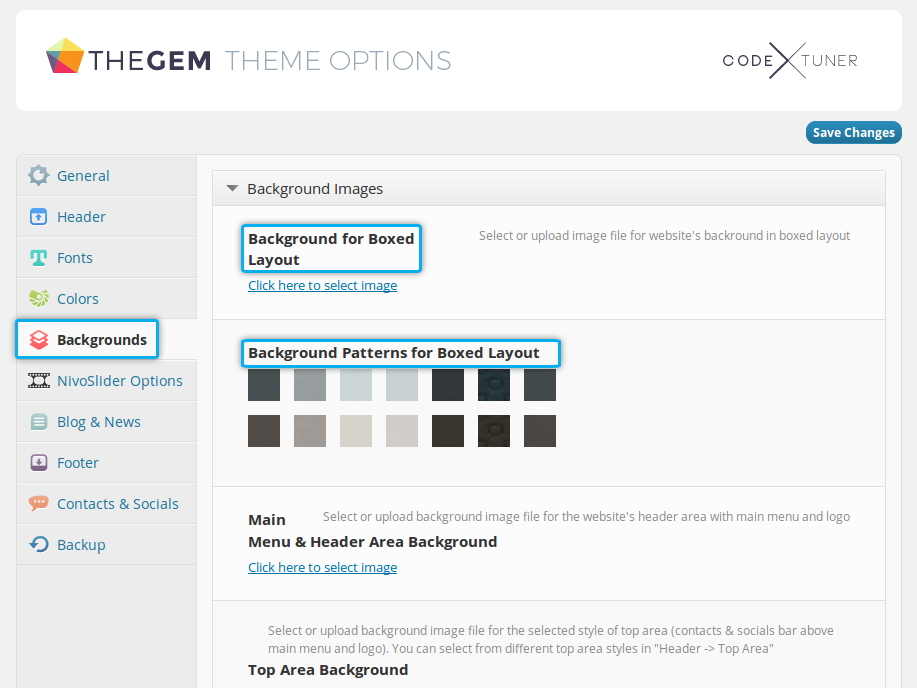 THEGEM THEME OPTIONS
CODE X TUNER
Save Changes
General
Header
Fonts
Colors
Backgrounds
NivoSlider Options
Blog & News
Footer
Contacts & Socials
Backup
Background Images
Background for Boxed
Layout
Select or upload image file for website's backround in boxed layout
Click here to select image
Background Patterns for Boxed Layout
Main
Select or upload background image file for the website's header area with main menu and logo
Menu & Header Area Background
Click here to select image
Select or upload background image file for the selected style of top area (contacts & socials bar above
main menu and logo). You can select from different top area styles in "Header -> Top Area"
Top Area Background